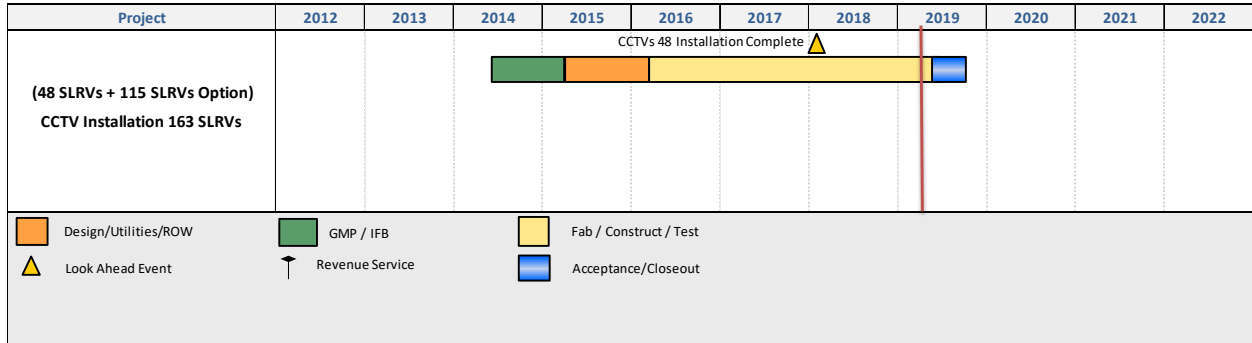 Project 2012 2013 2014 2015 2016 2017 2018 2019 2020 2021 2022
CCTVs 48 Installation Complete
(48 SLRVs + 115 SLRVs Option)
CCTV Installation 163 SLRVs
Design/Utilities/ROW GMP / IFB Fab / Construct / Test
Look Ahead Event Revenue Service Acceptance/Closeout